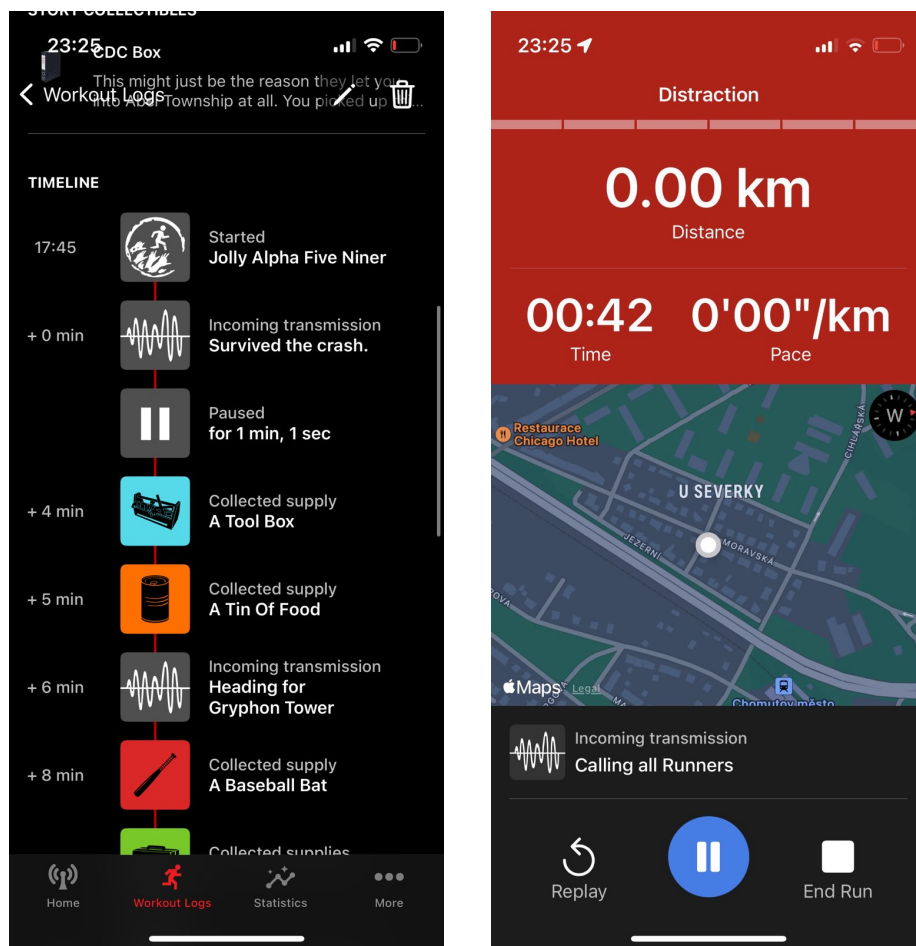 STORY COLLECTIBLES
23:25
CDC Box
This might just be the reason they let you
Workout Logs
into Abel Township at all. You picked up
TIMELINE
17:45
Started
Jolly Alpha Five Niner
+ 0 min
Incoming transmission
Survived the crash.
Paused
for 1 min, 1 sec
+ 4 min
Collected supply
A Tool Box
+ 5 min
Collected supply
A Tin Of Food
+ 6 min
Incoming transmission
Heading for
Gryphon Tower
+ 8 min
Collected supply
A Baseball Bat
Collected supplies
Home
Workout Logs
Statistics
More
23:25
Distraction
0.00 km
Distance
00:42
Time
0'00"/km
Pace
Restaurace
Chicago Hotel
CIHLÁŘSKÁ
W
U SEVERKY
JEZERNÍ
MORAVSKÁ
Maps
Legal
Chomutov město
Incoming transmission
Calling all Runners
Replay
End Run